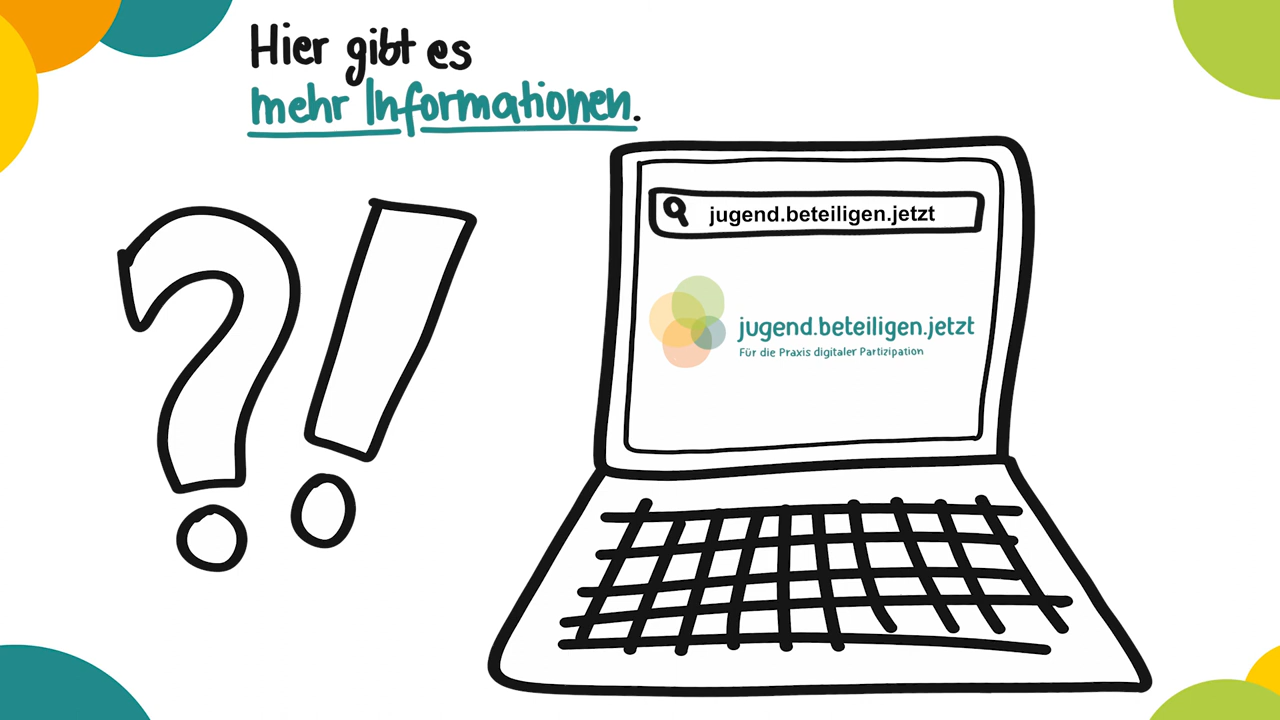 Hier gibt es
mehr Informationen.
jugend.beteiligen.jetzt
jugend.beteiligen.jetzt
Für die Praxis digitaler Partizipation